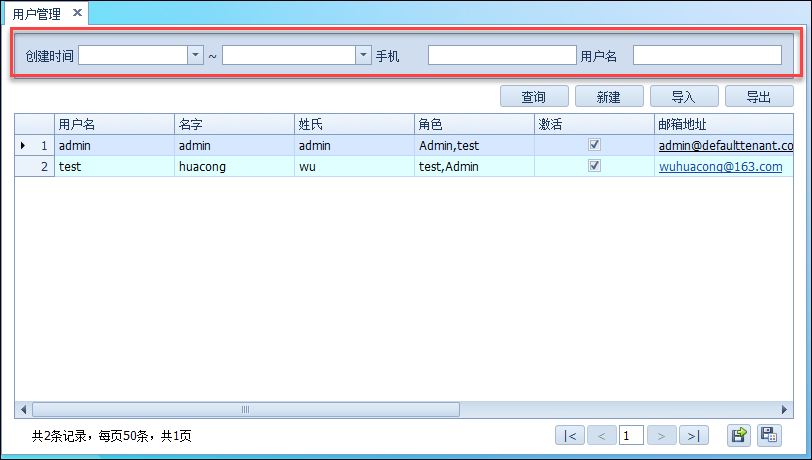 用户管理
创建时间 ~ 手机 用户名
查询 新建 导入 导出
用户名 名字 姓氏 角色 激活 邮箱地址
1 admin admin admin Admin,test admin@defaulttenant.co
2 test huacong wu test,Admin wuhuacong@163.com
共2条记录，每页50条，共1页 |< < 1 > >|